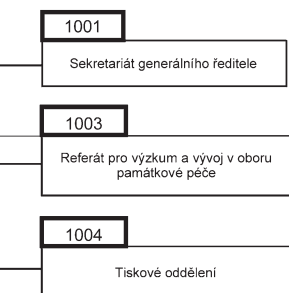 1001
Sekretariát generálního ředitele
1003
Referát pro výzkum a vývoj v oboru
památkové péče
1004
Tiskové oddělení